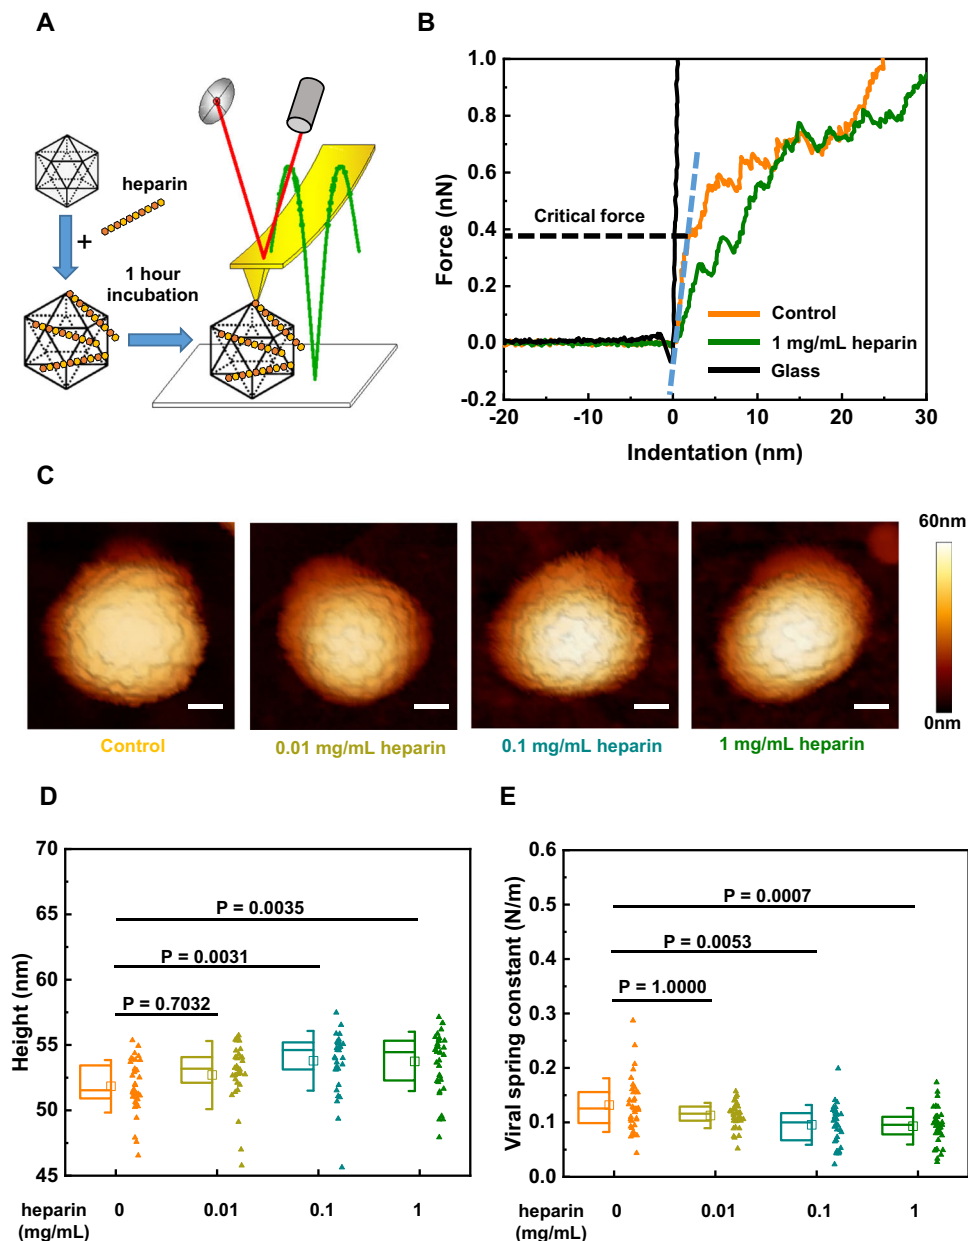 A
heparin
+
1 hour
incubation
B
1.0
0.8
0.6
0.4
0.2
0.0
-0.2
Force (nN)
Critical force
Control
1 mg/mL heparin
Glass
-20
-10
0
10
20
30
Indentation (nm)
C
60nm
0nm
Control
0.01 mg/mL heparin
0.1 mg/mL heparin
1 mg/mL heparin
D
70
65
60
55
50
45
Height (nm)
P = 0.0035
P = 0.0031
P = 0.7032
heparin
(mg/mL)
0
0.01
0.1
1
E
0.6
0.5
0.4
0.3
0.2
0.1
0.0
Viral spring constant (N/m)
P = 0.0007
P = 0.0053
P = 1.0000
heparin
(mg/mL)
0
0.01
0.1
1